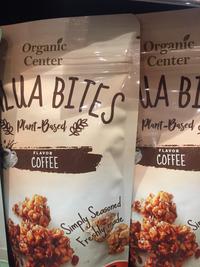 Organic
Center
LUA BITES
Plant-Based
FLAVOR
COFFEE
Simply Seasoned
Freshly Made
Organic
Center
UA BI
Plant-Based
FLAVOR
COFFEE